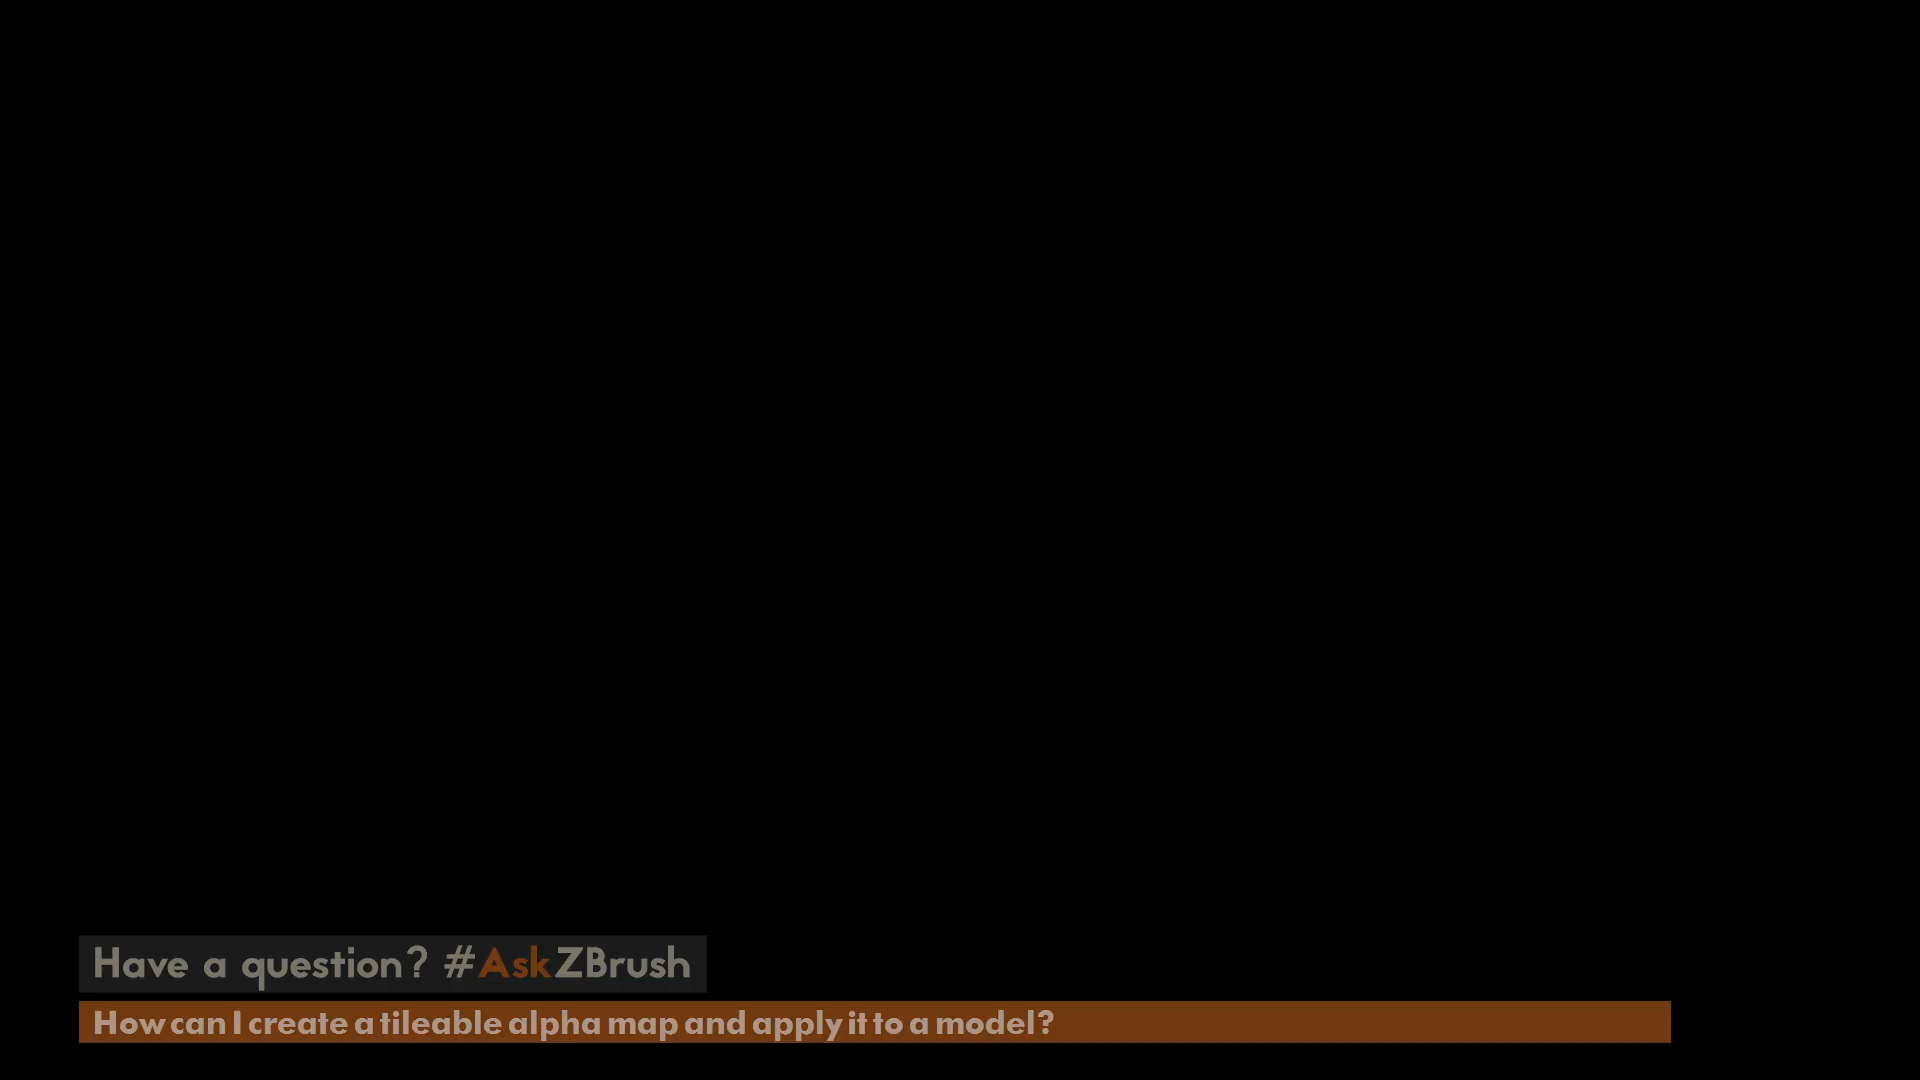 Have a question? #AskZBrush
How can I create a tileable alpha map and apply it to a model?